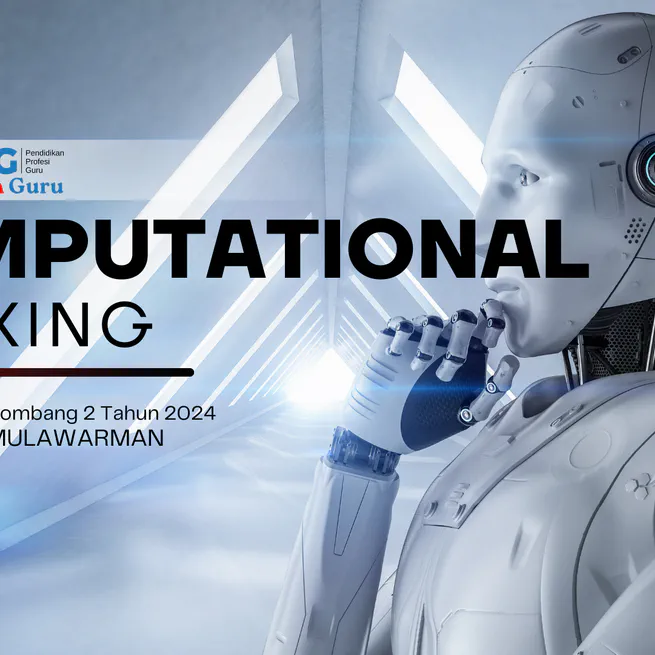 G Pendidikan
Profesi
Guru
Guru
MPUTATIONAL
KING
ombang 2 Tahun 2024
MULAWARMAN